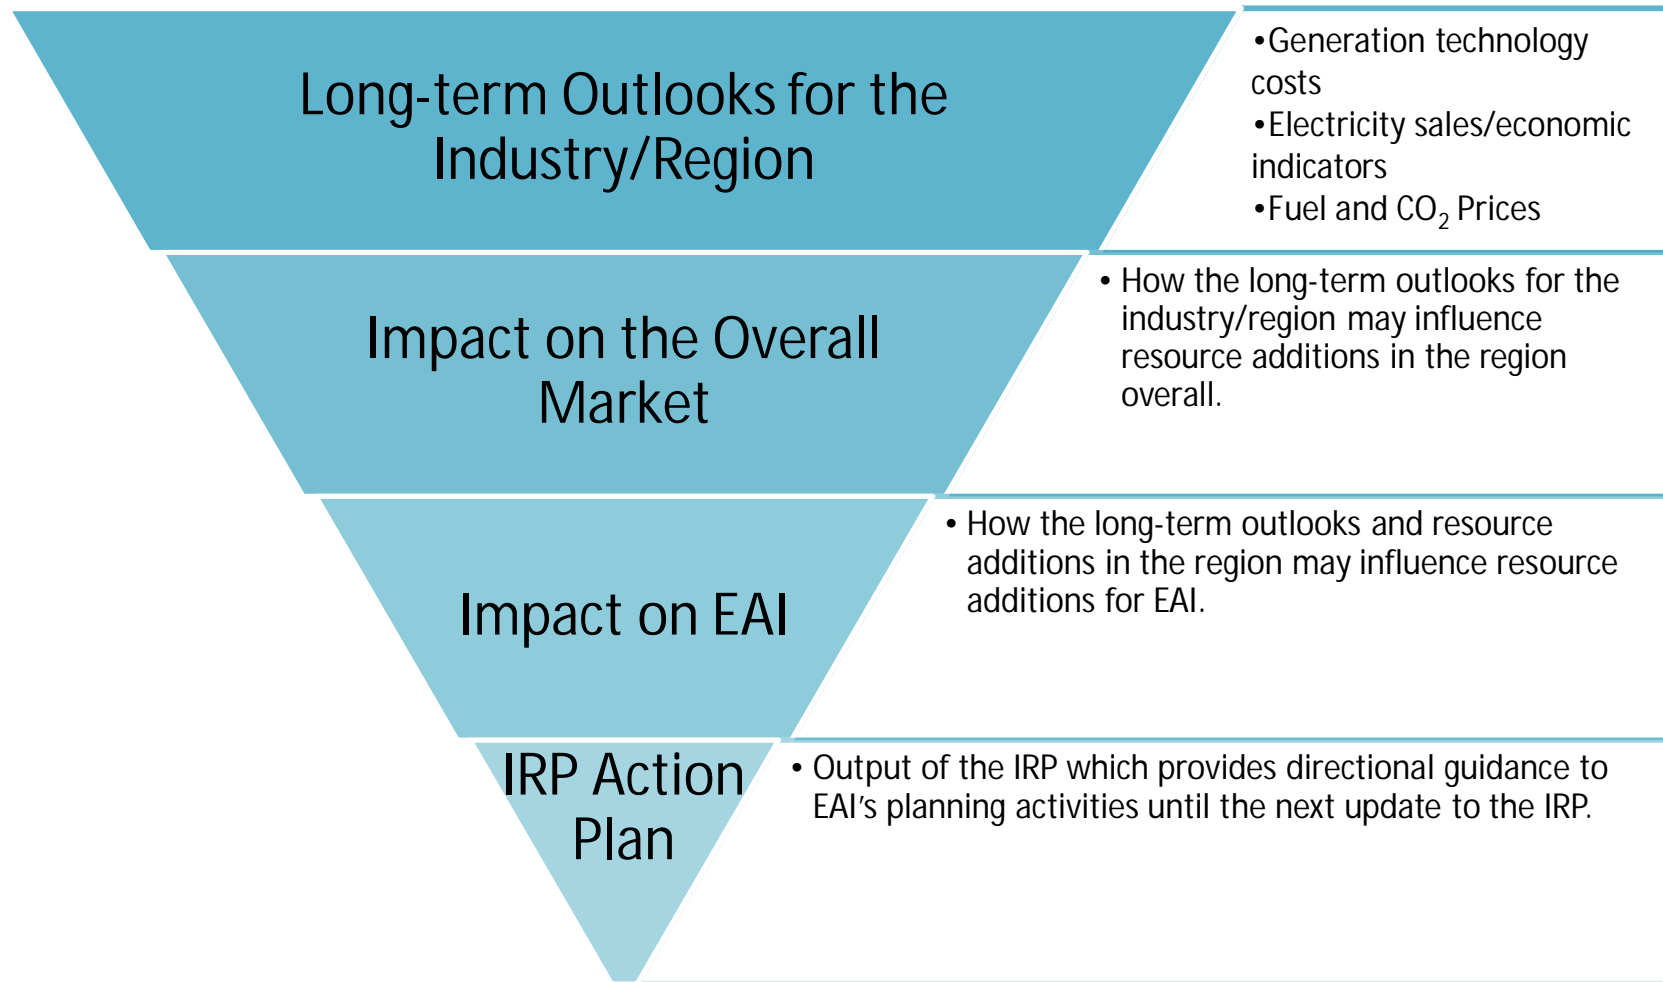 Long-term Outlooks for the
Industry/Region
•Generation technology
costs
•Electricity sales/economic
indicators
•Fuel and CO₂ Prices
Impact on the Overall
Market
• How the long-term outlooks for the
industry/region may influence
resource additions in the region
overall.
Impact on EAI
• How the long-term outlooks and resource
additions in the region may influence resource
additions for EAI.
IRP Action
Plan
• Output of the IRP which provides directional guidance to
EAI’s planning activities until the next update to the IRP.